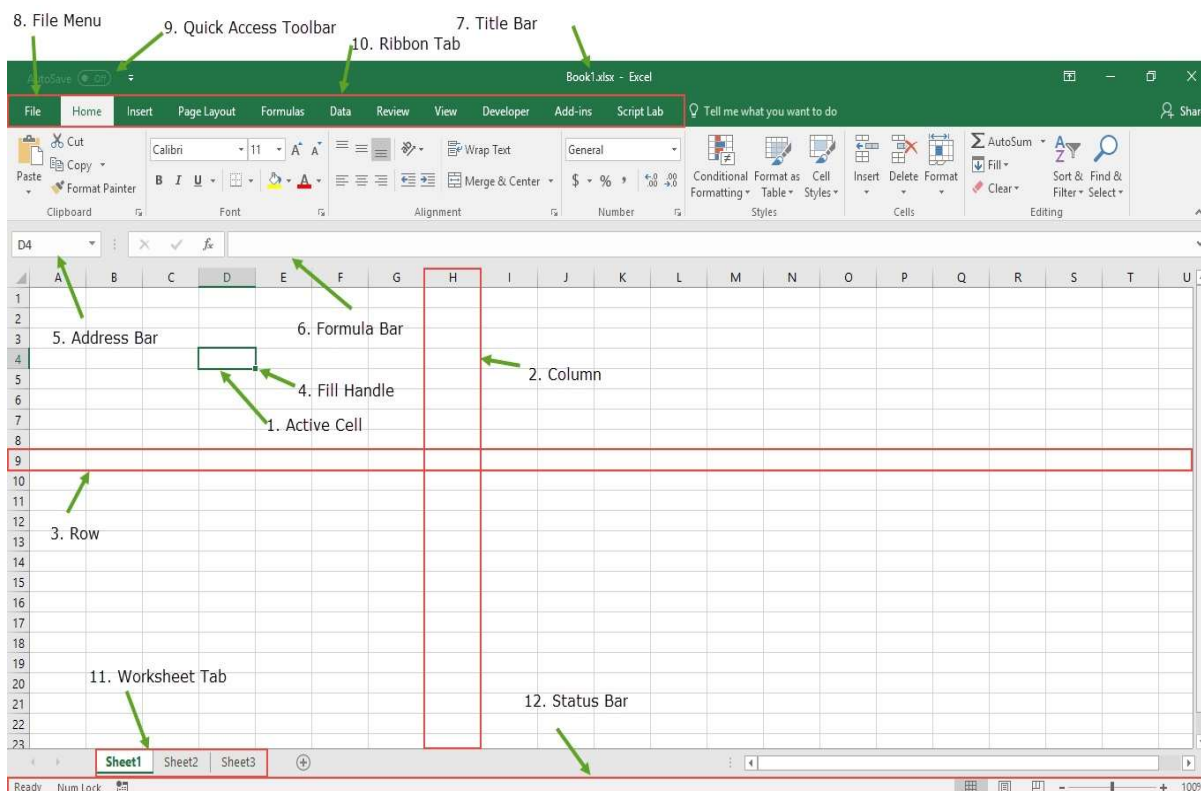 8. File Menu
9. Quick Access Toolbar
7. Title Bar
10. Ribbon Tab
AutoSave Off
Book1.xlsx - Excel
File Home Insert Page Layout Formulas Data Review View Developer Add-ins Script Lab Tell me what you want to do Shar
Cut
Copy
Format Painter
Paste
Clipboard
Calibri 11 A A
B I U A
Font
Wrap Text
Merge & Center
Alignment
General
$ % , .00 .00
Number
Conditional Formatting
Format as Table
Cell Styles
Styles
Insert Delete Format
Cells
AutoSum
Fill
Clear
Sort & Filter
Find & Select
Editing
D4 fx
A B C D E F G H I J K L M N O P Q R S T U
1
2
3
4
5
6
7
8
9
10
11
12
13
14
15
16
17
18
19
20
21
22
23
5. Address Bar
6. Formula Bar
2. Column
4. Fill Handle
1. Active Cell
3. Row
11. Worksheet Tab
12. Status Bar
Sheet1 Sheet2 Sheet3
Ready Num Lock 100%